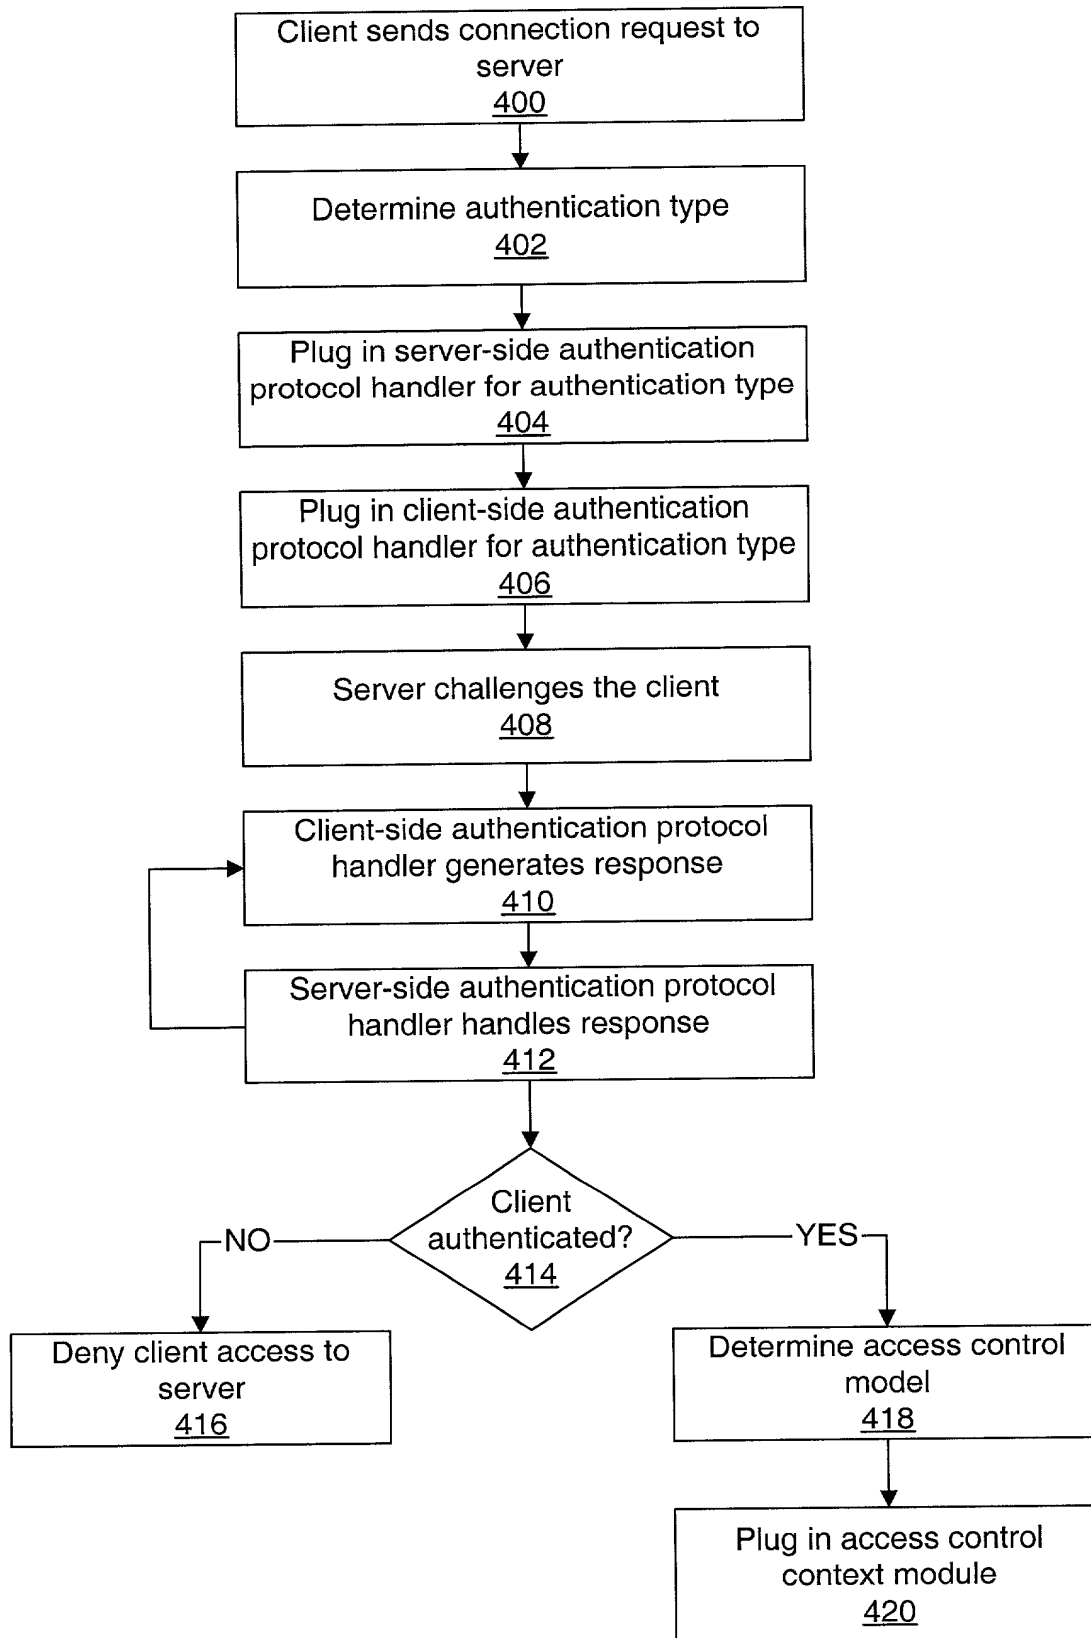 Client sends connection request to
server
400
Determine authentication type
402
Plug in server-side authentication
protocol handler for authentication type
404
Plug in client-side authentication
protocol handler for authentication type
406
Server challenges the client
408
Client-side authentication protocol
handler generates response
410
Server-side authentication protocol
handler handles response
412
Client
authenticated?
414
NO
YES
Deny client access to
server
416
Determine access control
model
418
Plug in access control
context module
420